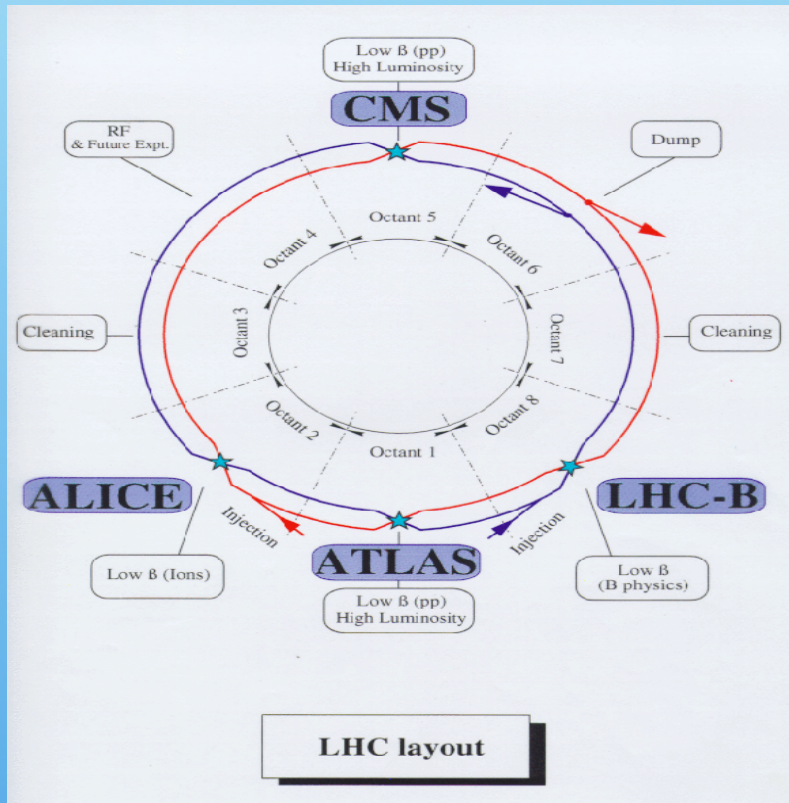 Low ß (pp)
High Luminosity
CMS
RF
& Future Expt.
Dump
Octant 5
Octant 4
Octant 6
Cleaning
Octant 3
Octant 7
Cleaning
Octant 2
Octant 8
Octant 1
ALICE
LHC-B
Injection
Injection
ATLAS
Low ß (Ions)
Low ß
(B physics)
Low ß (pp)
High Luminosity
LHC layout